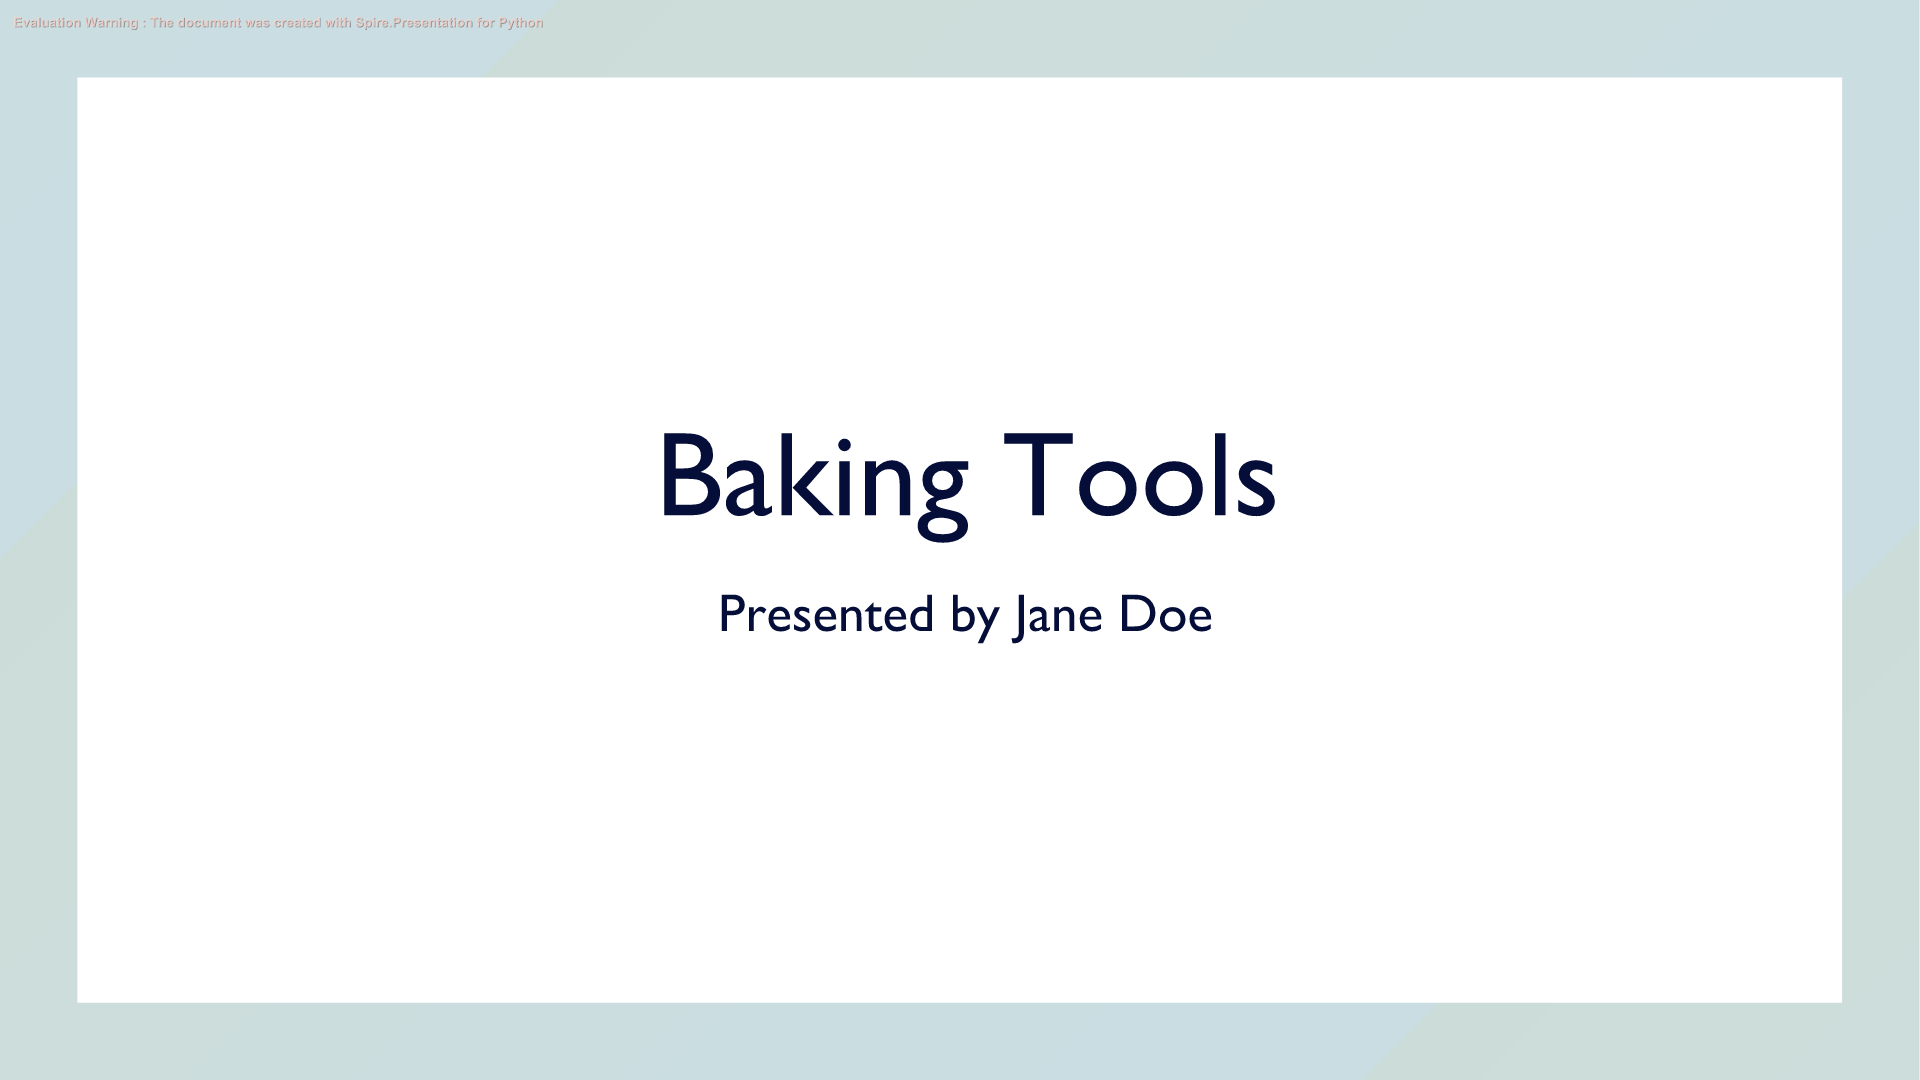 Evaluation Warning : The document was created with Spire.Presentation for Python
Baking Tools
Presented by Jane Doe